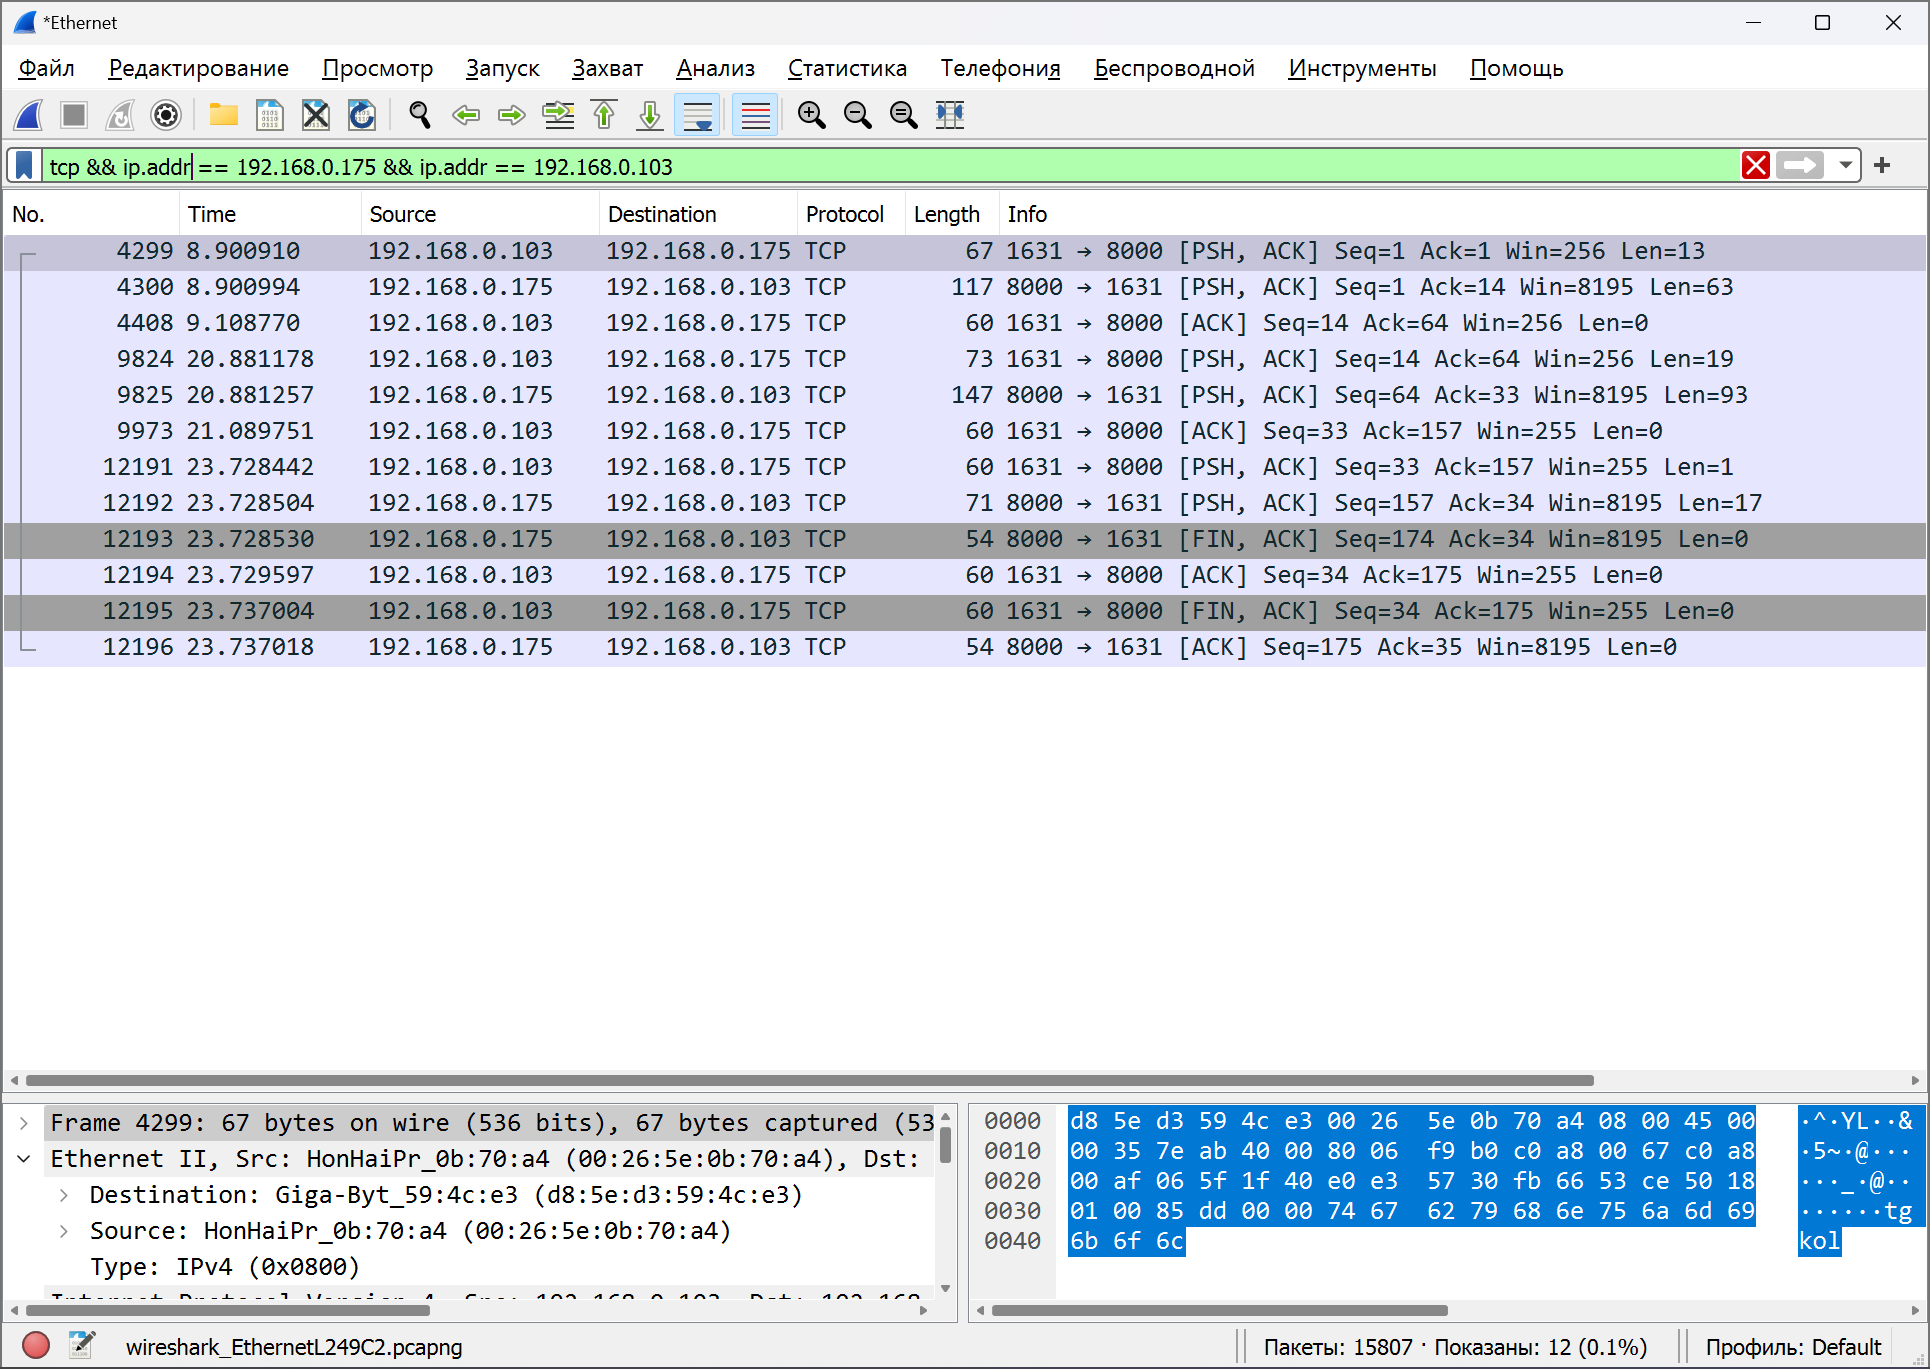 *Ethernet
Файл Редактирование Просмотр Запуск Захват Анализ Статистика Телефония Беспроводной Инструменты Помощь
tcp && ip.addr == 192.168.0.175 && ip.addr == 192.168.0.103
No. Time Source Destination Protocol Length Info
4299 8.900910 192.168.0.103 192.168.0.175 TCP 67 1631 → 8000 [PSH, ACK] Seq=1 Ack=1 Win=256 Len=13
4300 8.900994 192.168.0.175 192.168.0.103 TCP 117 8000 → 1631 [PSH, ACK] Seq=1 Ack=14 Win=8195 Len=63
4408 9.108770 192.168.0.103 192.168.0.175 TCP 60 1631 → 8000 [ACK] Seq=14 Ack=64 Win=256 Len=0
9824 20.881178 192.168.0.103 192.168.0.175 TCP 73 1631 → 8000 [PSH, ACK] Seq=14 Ack=64 Win=256 Len=19
9825 20.881257 192.168.0.175 192.168.0.103 TCP 147 8000 → 1631 [PSH, ACK] Seq=64 Ack=33 Win=8195 Len=93
9973 21.089751 192.168.0.103 192.168.0.175 TCP 60 1631 → 8000 [ACK] Seq=33 Ack=157 Win=255 Len=0
12191 23.728442 192.168.0.103 192.168.0.175 TCP 60 1631 → 8000 [PSH, ACK] Seq=33 Ack=157 Win=255 Len=1
12192 23.728504 192.168.0.175 192.168.0.103 TCP 71 8000 → 1631 [PSH, ACK] Seq=157 Ack=34 Win=8195 Len=17
12193 23.728530 192.168.0.175 192.168.0.103 TCP 54 8000 → 1631 [FIN, ACK] Seq=174 Ack=34 Win=8195 Len=0
12194 23.729597 192.168.0.103 192.168.0.175 TCP 60 1631 → 8000 [ACK] Seq=34 Ack=175 Win=255 Len=0
12195 23.737004 192.168.0.103 192.168.0.175 TCP 60 1631 → 8000 [FIN, ACK] Seq=34 Ack=175 Win=255 Len=0
12196 23.737018 192.168.0.175 192.168.0.103 TCP 54 8000 → 1631 [ACK] Seq=175 Ack=35 Win=8195 Len=0
Frame 4299: 67 bytes on wire (536 bits), 67 bytes captured (53
Ethernet II, Src: HonHaiPr_0b:70:a4 (00:26:5e:0b:70:a4), Dst:
Destination: Giga-Byt_59:4c:e3 (d8:5e:d3:59:4c:e3)
Source: HonHaiPr_0b:70:a4 (00:26:5e:0b:70:a4)
Type: IPv4 (0x0800)
Internet Protocol Version 4, Src: 192.168.0.103, Dst: 192.168
0000 d8 5e d3 59 4c e3 00 26 5e 0b 70 a4 08 00 45 00 ·^·YL··&
0010 00 35 7e ab 40 00 80 06 f9 b0 c0 a8 00 67 c0 a8 ·5~·@···
0020 00 af 06 5f 1f 40 e0 e3 57 30 fb 66 53 ce 50 18 ···_·@··
0030 01 00 85 dd 00 00 74 67 62 79 68 6e 75 6a 6d 69 ······tg
0040 6b 6f 6c kol
wireshark_EthernetL249C2.pcapng
Пакеты: 15807 · Показаны: 12 (0.1%)
Профиль: Default